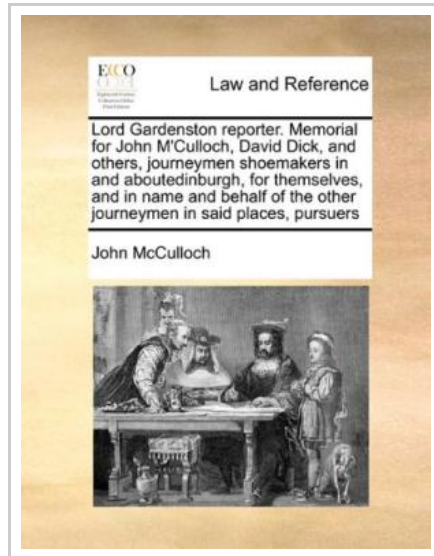 ECCO
Law and Reference
Lord Gardenston reporter. Memorial
for John M'Culloch, David Dick, and
others, journeymen shoemakers in
and aboutedinburgh, for themselves,
and in name and behalf of the other
journeymen in said places, pursuers
John McCulloch